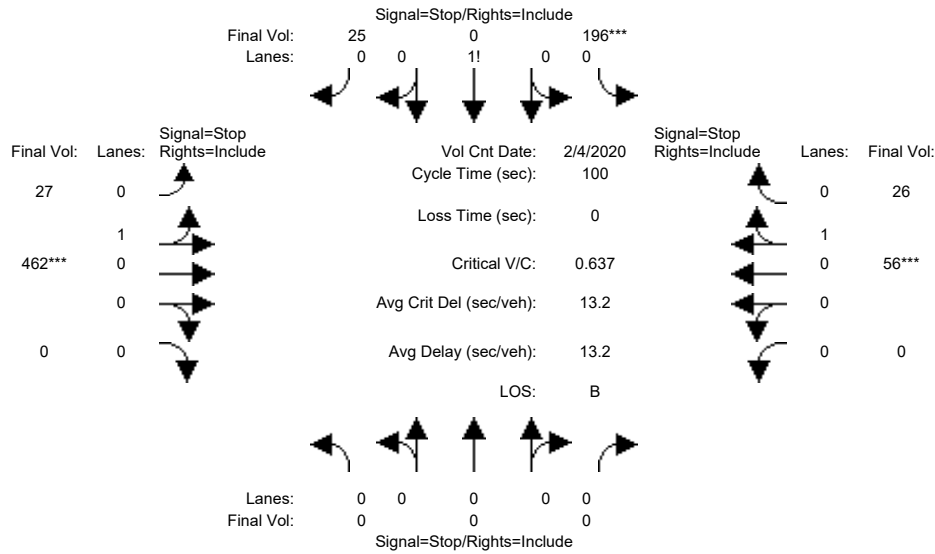 Signal=Stop/Rights=Include
Final Vol: 25 0 196***
Lanes: 0 0 1! 0 0
Signal=Stop Signal=Stop
Final Vol: Lanes: Rights=Include Vol Cnt Date: 2/4/2020 Rights=Include Lanes: Final Vol:
Cycle Time (sec): 100
27 0 0 26
Loss Time (sec): 0
1 1
462*** 0 Critical V/C: 0.637 0 56***
0 Avg Crit Del (sec/veh): 13.2 0
0 0 Avg Delay (sec/veh): 13.2 0 0
LOS: B
Lanes: 0 0 0 0 0
Final Vol: 0 0 0
Signal=Stop/Rights=Include